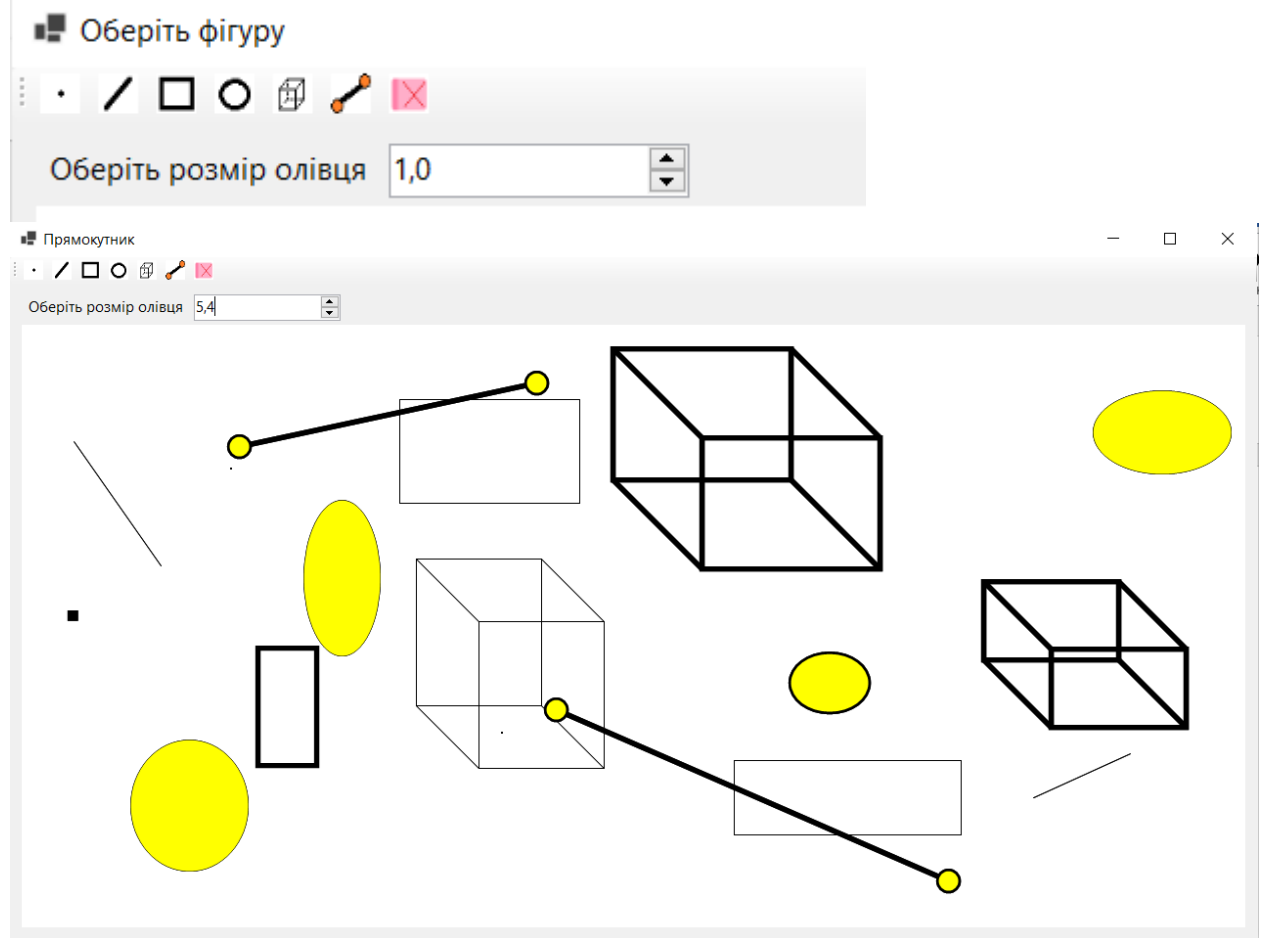 Оберіть фігуру
Оберіть розмір олівця 1,0
Прямокутник
Оберіть розмір олівця 5,4